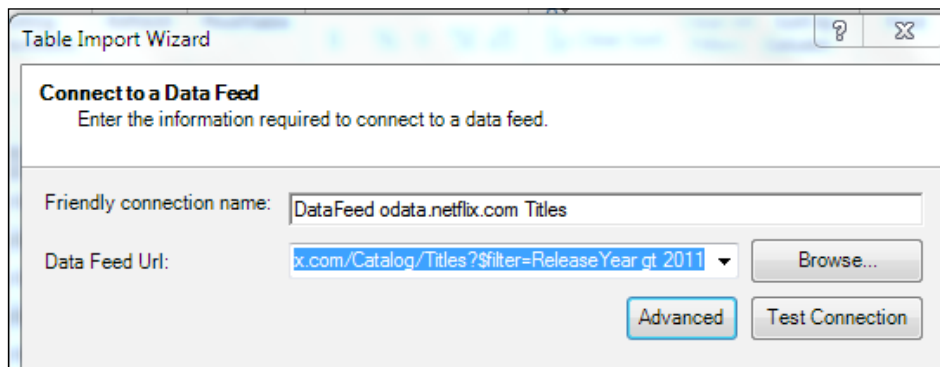 Table Import Wizard
Connect to a Data Feed
Enter the information required to connect to a data feed.
Friendly connection name: DataFeed odata.netflix.com Titles
Data Feed Url: x.com/Catalog/Titles?$filter=ReleaseYear gt 2011 Browse...
Advanced Test Connection